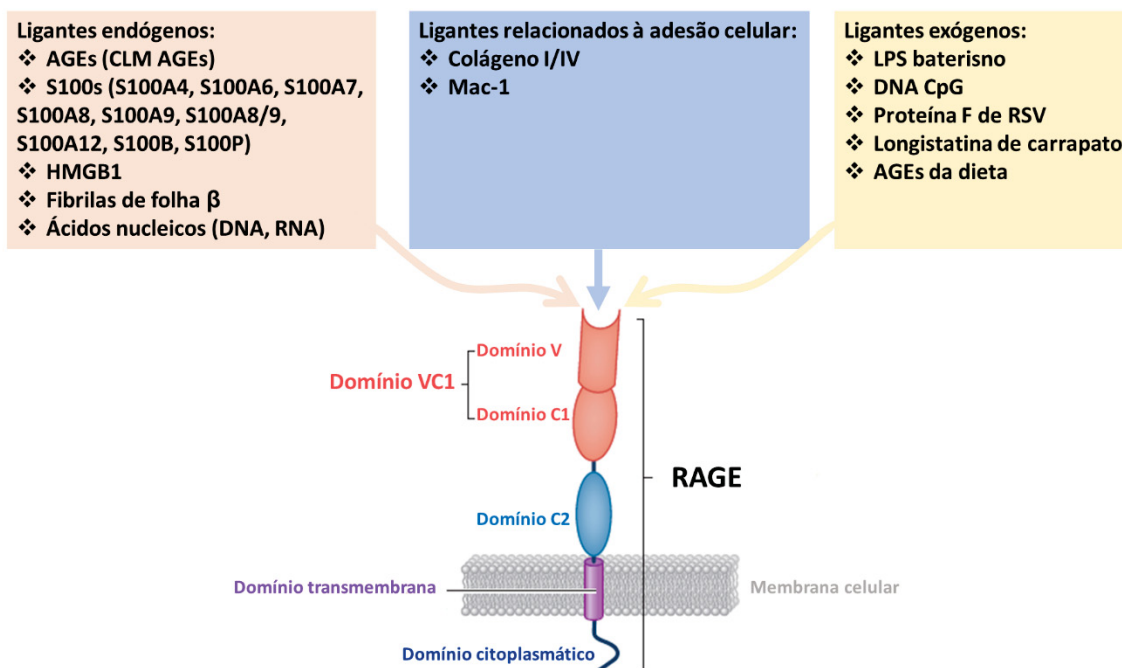 Ligantes endógenos:
❖ AGEs (CLM AGEs)
❖ S100s (S100A4, S100A6, S100A7,
S100A8, S100A9, S100A8/9,
S100A12, S100B, S100P)
❖ HMGB1
❖ Fibrilas de folha β
❖ Ácidos nucleicos (DNA, RNA)
Ligantes relacionados à adesão celular:
❖ Colágeno I/IV
❖ Mac-1
Ligantes exógenos:
❖ LPS baterisno
❖ DNA CpG
❖ Proteína F de RSV
❖ Longistatina de carrapato
❖ AGEs da dieta
Domínio V
Domínio VC1
Domínio C1
RAGE
Domínio C2
Domínio transmembrana
Membrana celular
Domínio citoplasmático